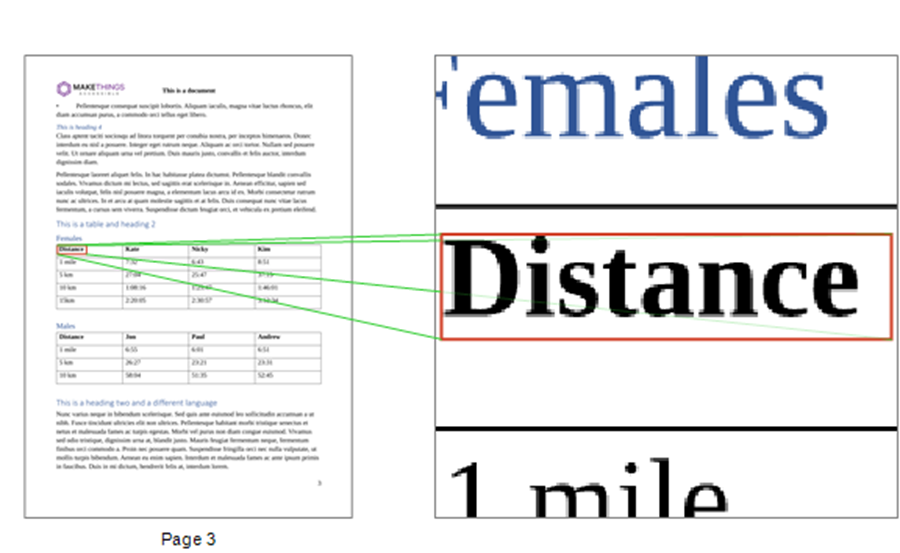 MAKETHINGS
ACCESSIBLE
This is a document
• Pellentesque consequat suscipit lobortis. Aliquam iaculis, magna vitae luctus rhoncus, elit
diam accumsan purus, a commodo orci tellus eget libero.
This is heading 4
Class aptent taciti sociosqu ad litora torquent per conubia nostra, per inceptos himenaeos. Donec
interdum eu nisl a posuere. Integer eget rutrum neque. Aliquam ac orci tortor. Nullam sed posuere
velit. Ut ornare aliquam urna vel pretium. Duis mauris justo, convallis et felis auctor, interdum
dignissim diam.
Pellentesque laoreet aliquet felis. In hac habitasse platea dictumst. Pellentesque blandit convallis
sodales. Vivamus dictum mi lectus, sed sagittis erat scelerisque in. Aenean efficitur, sapien sed
iaculis volutpat, felis nisl posuere magna, a elementum lacus arcu id ex. Morbi consectetur rutrum
nunc ac ultrices. In et arcu at quam molestie sagittis et at felis. Duis consequat nunc vitae lacus
fermentum, a cursus sem viverra. Suspendisse dictum feugiat orci, et vehicula ex pretium eleifend.
This is a table and heading 2
Females
Distance Kate Nicky Kim
1 mile 7:32 6:43 8:51
5 km 27:04 25:47
10 km 1:08:16 1:46:01
15km 2:20:05 2:30:57
Males
Distance Jon Paul Andrew
1 mile 6:55 6:01 6:51
5 km 26:27 23:21 23:31
10 km 58:04 51:35 52:45
This is a heading two and a different language
Nunc varius neque in bibendum scelerisque. Sed quis ante euismod leo sollicitudin accumsan a ut
nibh. Fusce tincidunt ultricies elit non ultrices. Pellentesque habitant morbi tristique senectus et
netus et malesuada fames ac turpis egestas. Morbi vel purus non diam congue euismod. Vivamus
sed odio tristique, dignissim urna at, blandit justo. Mauris feugiat fermentum neque, fermentum
finibus orci commodo a. Proin nec posuere quam. Suspendisse fringilla orci nec nulla vulputate, ut
mollis turpis bibendum. Aenean eu enim sapien. Interdum et malesuada fames ac ante ipsum primis
in faucibus. Duis in mi dictum, hendrerit felis at, interdum lorem.
3
Page 3
Females
Distance
1 mile